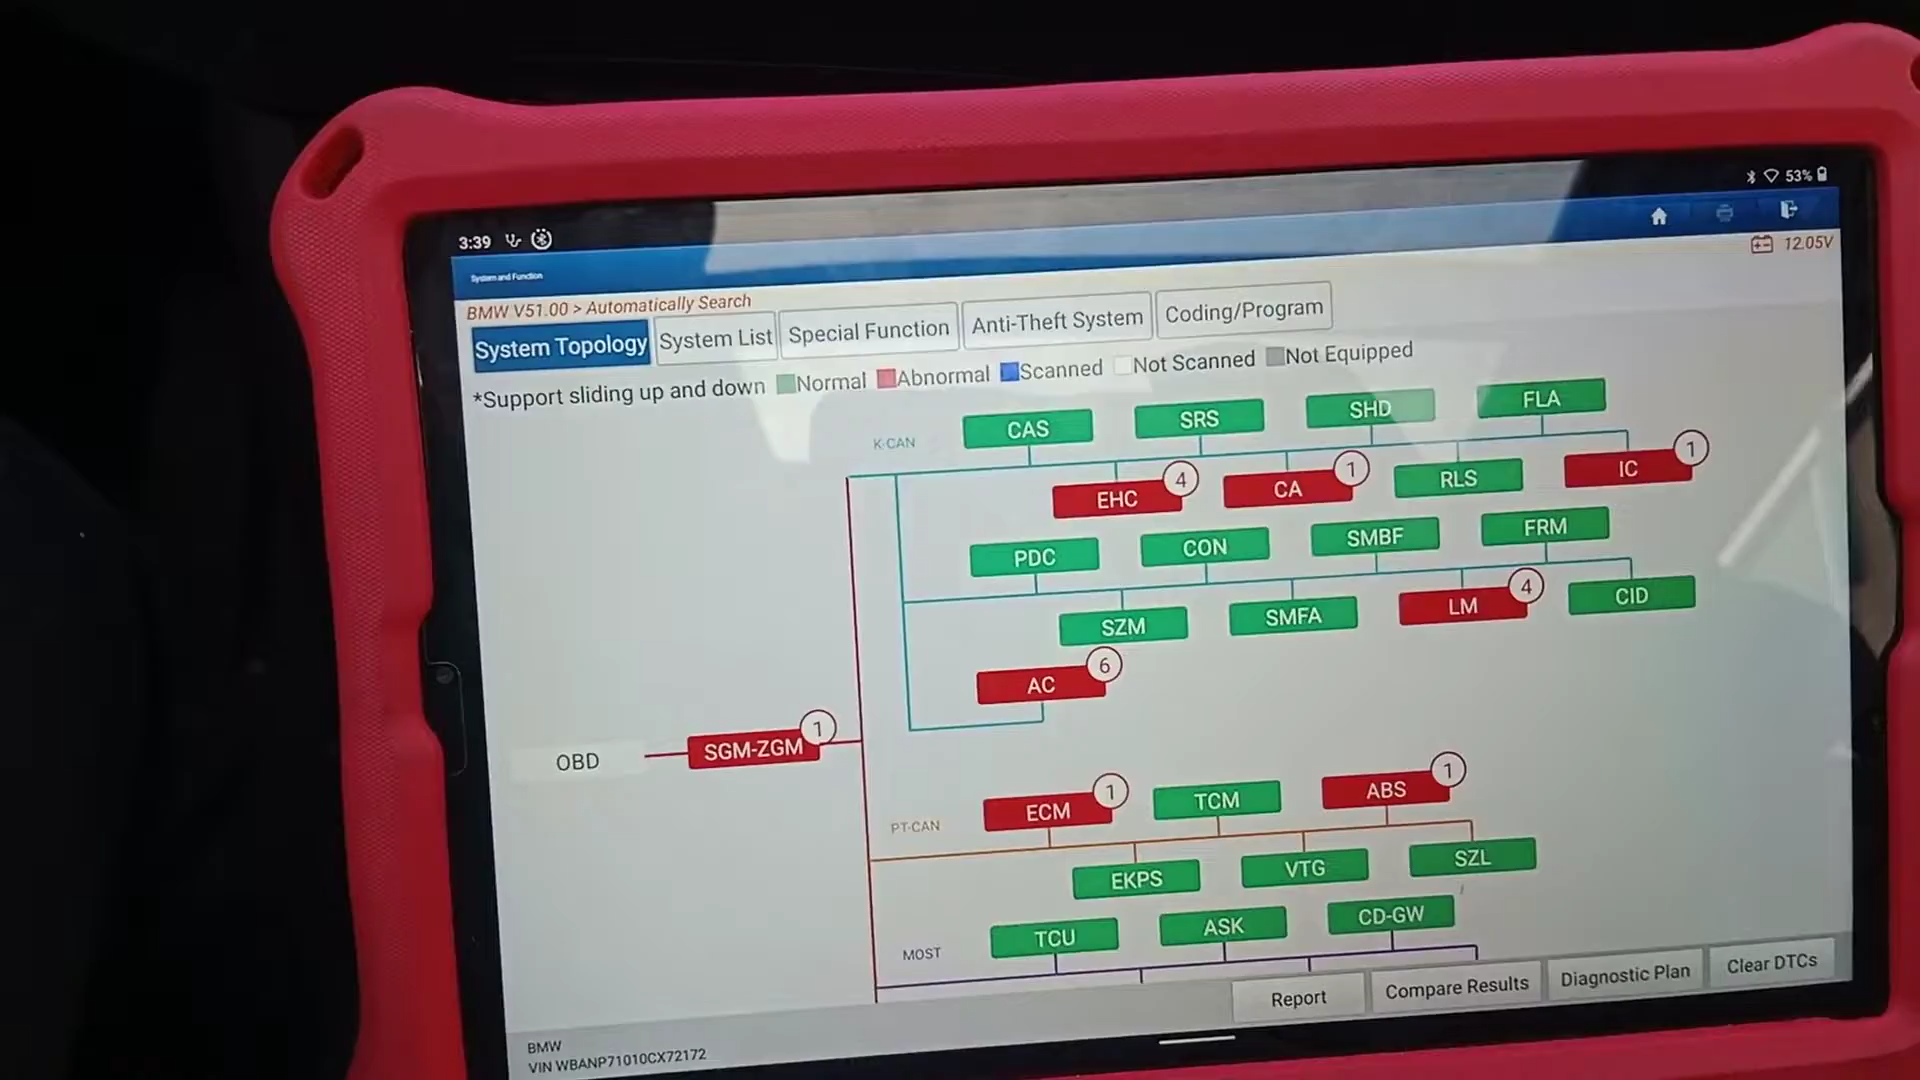 3:39
53%
System and Function
12.05V
BMW V51.00 > Automatically Search
System Topology System List Special Function Anti-Theft System Coding/Program
*Support sliding up and down Normal Abnormal Scanned Not Scanned Not Equipped
K-CAN
CAS SRS SHD FLA
EHC 4 CA 1 RLS IC 1
PDC CON SMBF FRM
SZM SMFA LM 4 CID
AC 6
OBD SGM-ZGM 1
PT-CAN
ECM 1 TCM ABS 1
EKPS VTG SZL
MOST
TCU ASK CD-GW
Report Compare Results Diagnostic Plan Clear DTCs
BMW
VIN WBANP71010CX72172